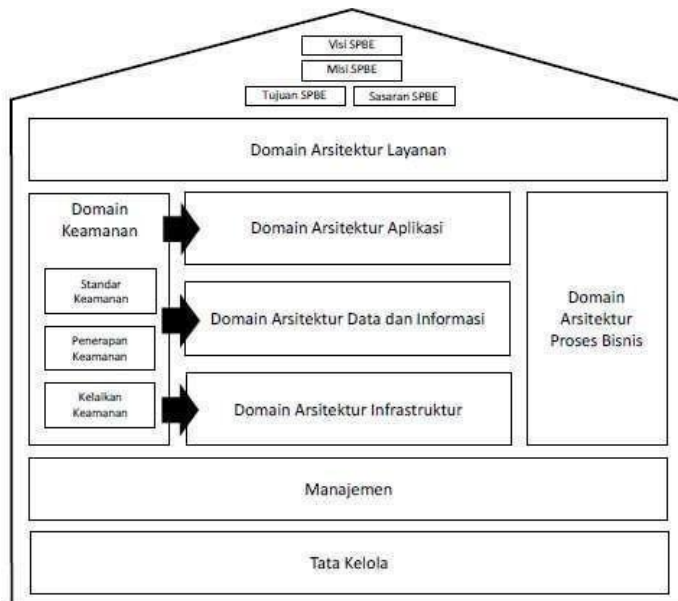 Visi SPBE
Misi SPBE
Tujuan SPBE
Sasaran SPBE
Domain Arsitektur Layanan
Domain
Keamanan
Standar
Keamanan
Penerapan
Keamanan
Kelaikan
Keamanan
Domain Arsitektur Aplikasi
Domain Arsitektur Data dan Informasi
Domain Arsitektur Infrastruktur
Domain
Arsitektur
Proses Bisnis
Manajemen
Tata Kelola